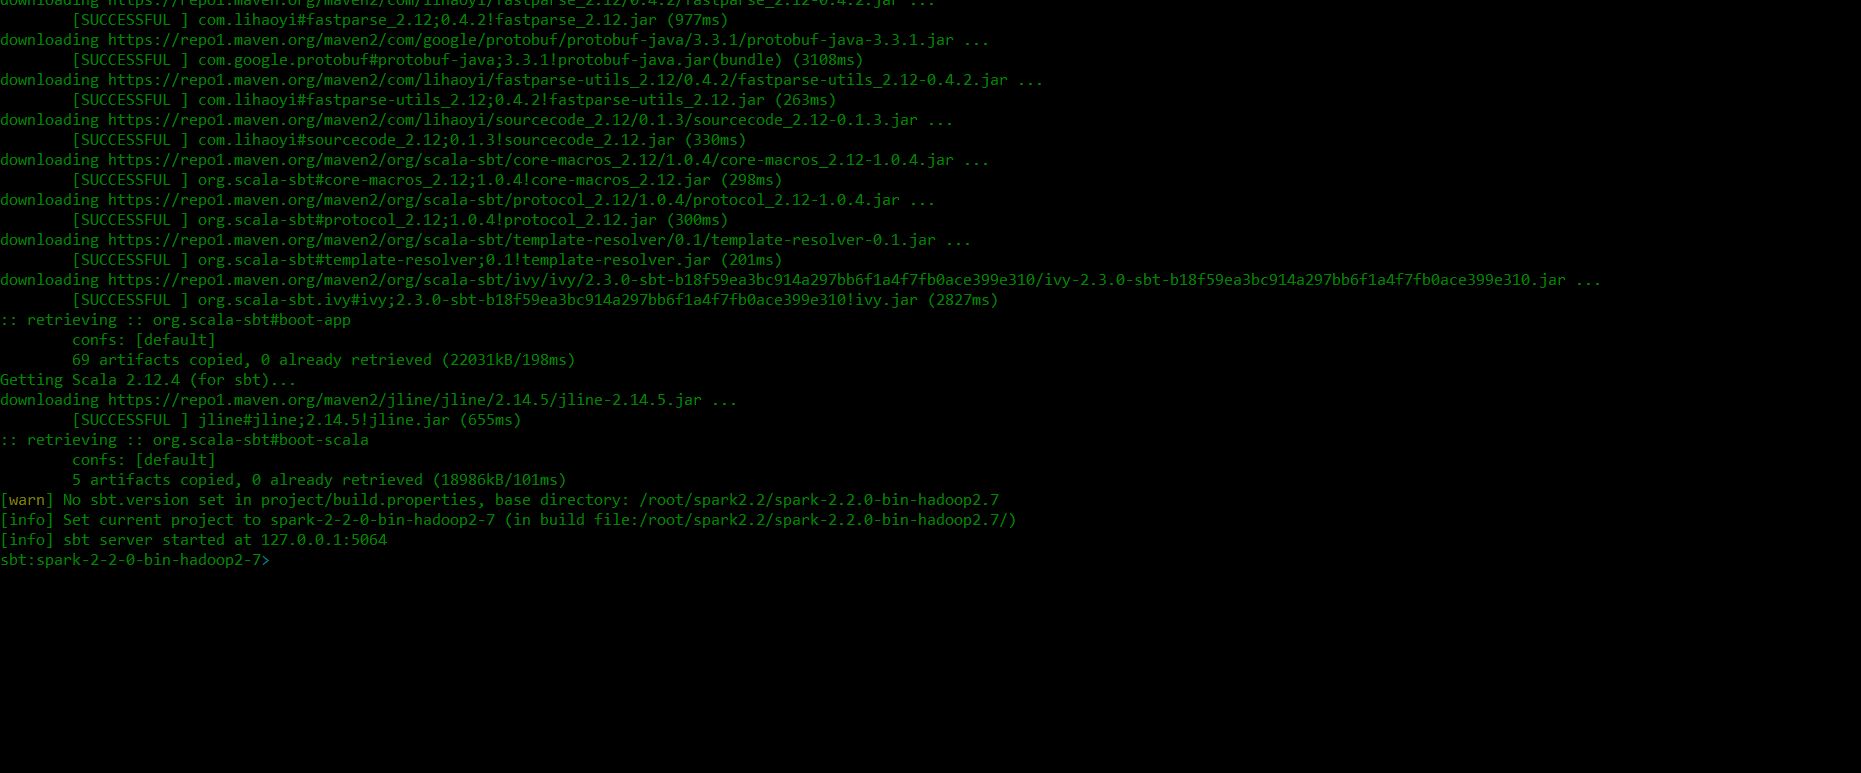 downloading https://repo1.maven.org/maven2/com/lihaoyi/fastparse_2.12/0.4.2/fastparse_2.12-0.4.2.jar ...
[SUCCESSFUL ] com.lihaoyi#fastparse_2.12;0.4.2!fastparse_2.12.jar (977ms)
downloading https://repo1.maven.org/maven2/com/google/protobuf/protobuf-java/3.3.1/protobuf-java-3.3.1.jar ...
[SUCCESSFUL ] com.google.protobuf#protobuf-java;3.3.1!protobuf-java.jar(bundle) (3108ms)
downloading https://repo1.maven.org/maven2/com/lihaoyi/fastparse-utils_2.12/0.4.2/fastparse-utils_2.12-0.4.2.jar ...
[SUCCESSFUL ] com.lihaoyi#fastparse-utils_2.12;0.4.2!fastparse-utils_2.12.jar (263ms)
downloading https://repo1.maven.org/maven2/com/lihaoyi/sourcecode_2.12/0.1.3/sourcecode_2.12-0.1.3.jar ...
[SUCCESSFUL ] com.lihaoyi#sourcecode_2.12;0.1.3!sourcecode_2.12.jar (330ms)
downloading https://repo1.maven.org/maven2/org/scala-sbt/core-macros_2.12/1.0.4/core-macros_2.12-1.0.4.jar ...
[SUCCESSFUL ] org.scala-sbt#core-macros_2.12;1.0.4!core-macros_2.12.jar (298ms)
downloading https://repo1.maven.org/maven2/org/scala-sbt/protocol_2.12/1.0.4/protocol_2.12-1.0.4.jar ...
[SUCCESSFUL ] org.scala-sbt#protocol_2.12;1.0.4!protocol_2.12.jar (300ms)
downloading https://repo1.maven.org/maven2/org/scala-sbt/template-resolver/0.1/template-resolver-0.1.jar ...
[SUCCESSFUL ] org.scala-sbt#template-resolver;0.1!template-resolver.jar (201ms)
downloading https://repo1.maven.org/maven2/org/scala-sbt/ivy/ivy/2.3.0-sbt-b18f59ea3bc914a297bb6f1a4f7fb0ace399e310/ivy-2.3.0-sbt-b18f59ea3bc914a297bb6f1a4f7fb0ace399e310.jar ...
[SUCCESSFUL ] org.scala-sbt.ivy#ivy;2.3.0-sbt-b18f59ea3bc914a297bb6f1a4f7fb0ace399e310!ivy.jar (2827ms)
:: retrieving :: org.scala-sbt#boot-app
confs: [default]
69 artifacts copied, 0 already retrieved (22031kB/198ms)
Getting Scala 2.12.4 (for sbt)...
downloading https://repo1.maven.org/maven2/jline/jline/2.14.5/jline-2.14.5.jar ...
[SUCCESSFUL ] jline#jline;2.14.5!jline.jar (655ms)
:: retrieving :: org.scala-sbt#boot-scala
confs: [default]
5 artifacts copied, 0 already retrieved (18986kB/101ms)
[warn] No sbt.version set in project/build.properties, base directory: /root/spark2.2/spark-2.2.0-bin-hadoop2.7
[info] Set current project to spark-2-2-0-bin-hadoop2-7 (in build file:/root/spark2.2/spark-2.2.0-bin-hadoop2.7/)
[info] sbt server started at 127.0.0.1:5064
sbt:spark-2-2-0-bin-hadoop2-7>